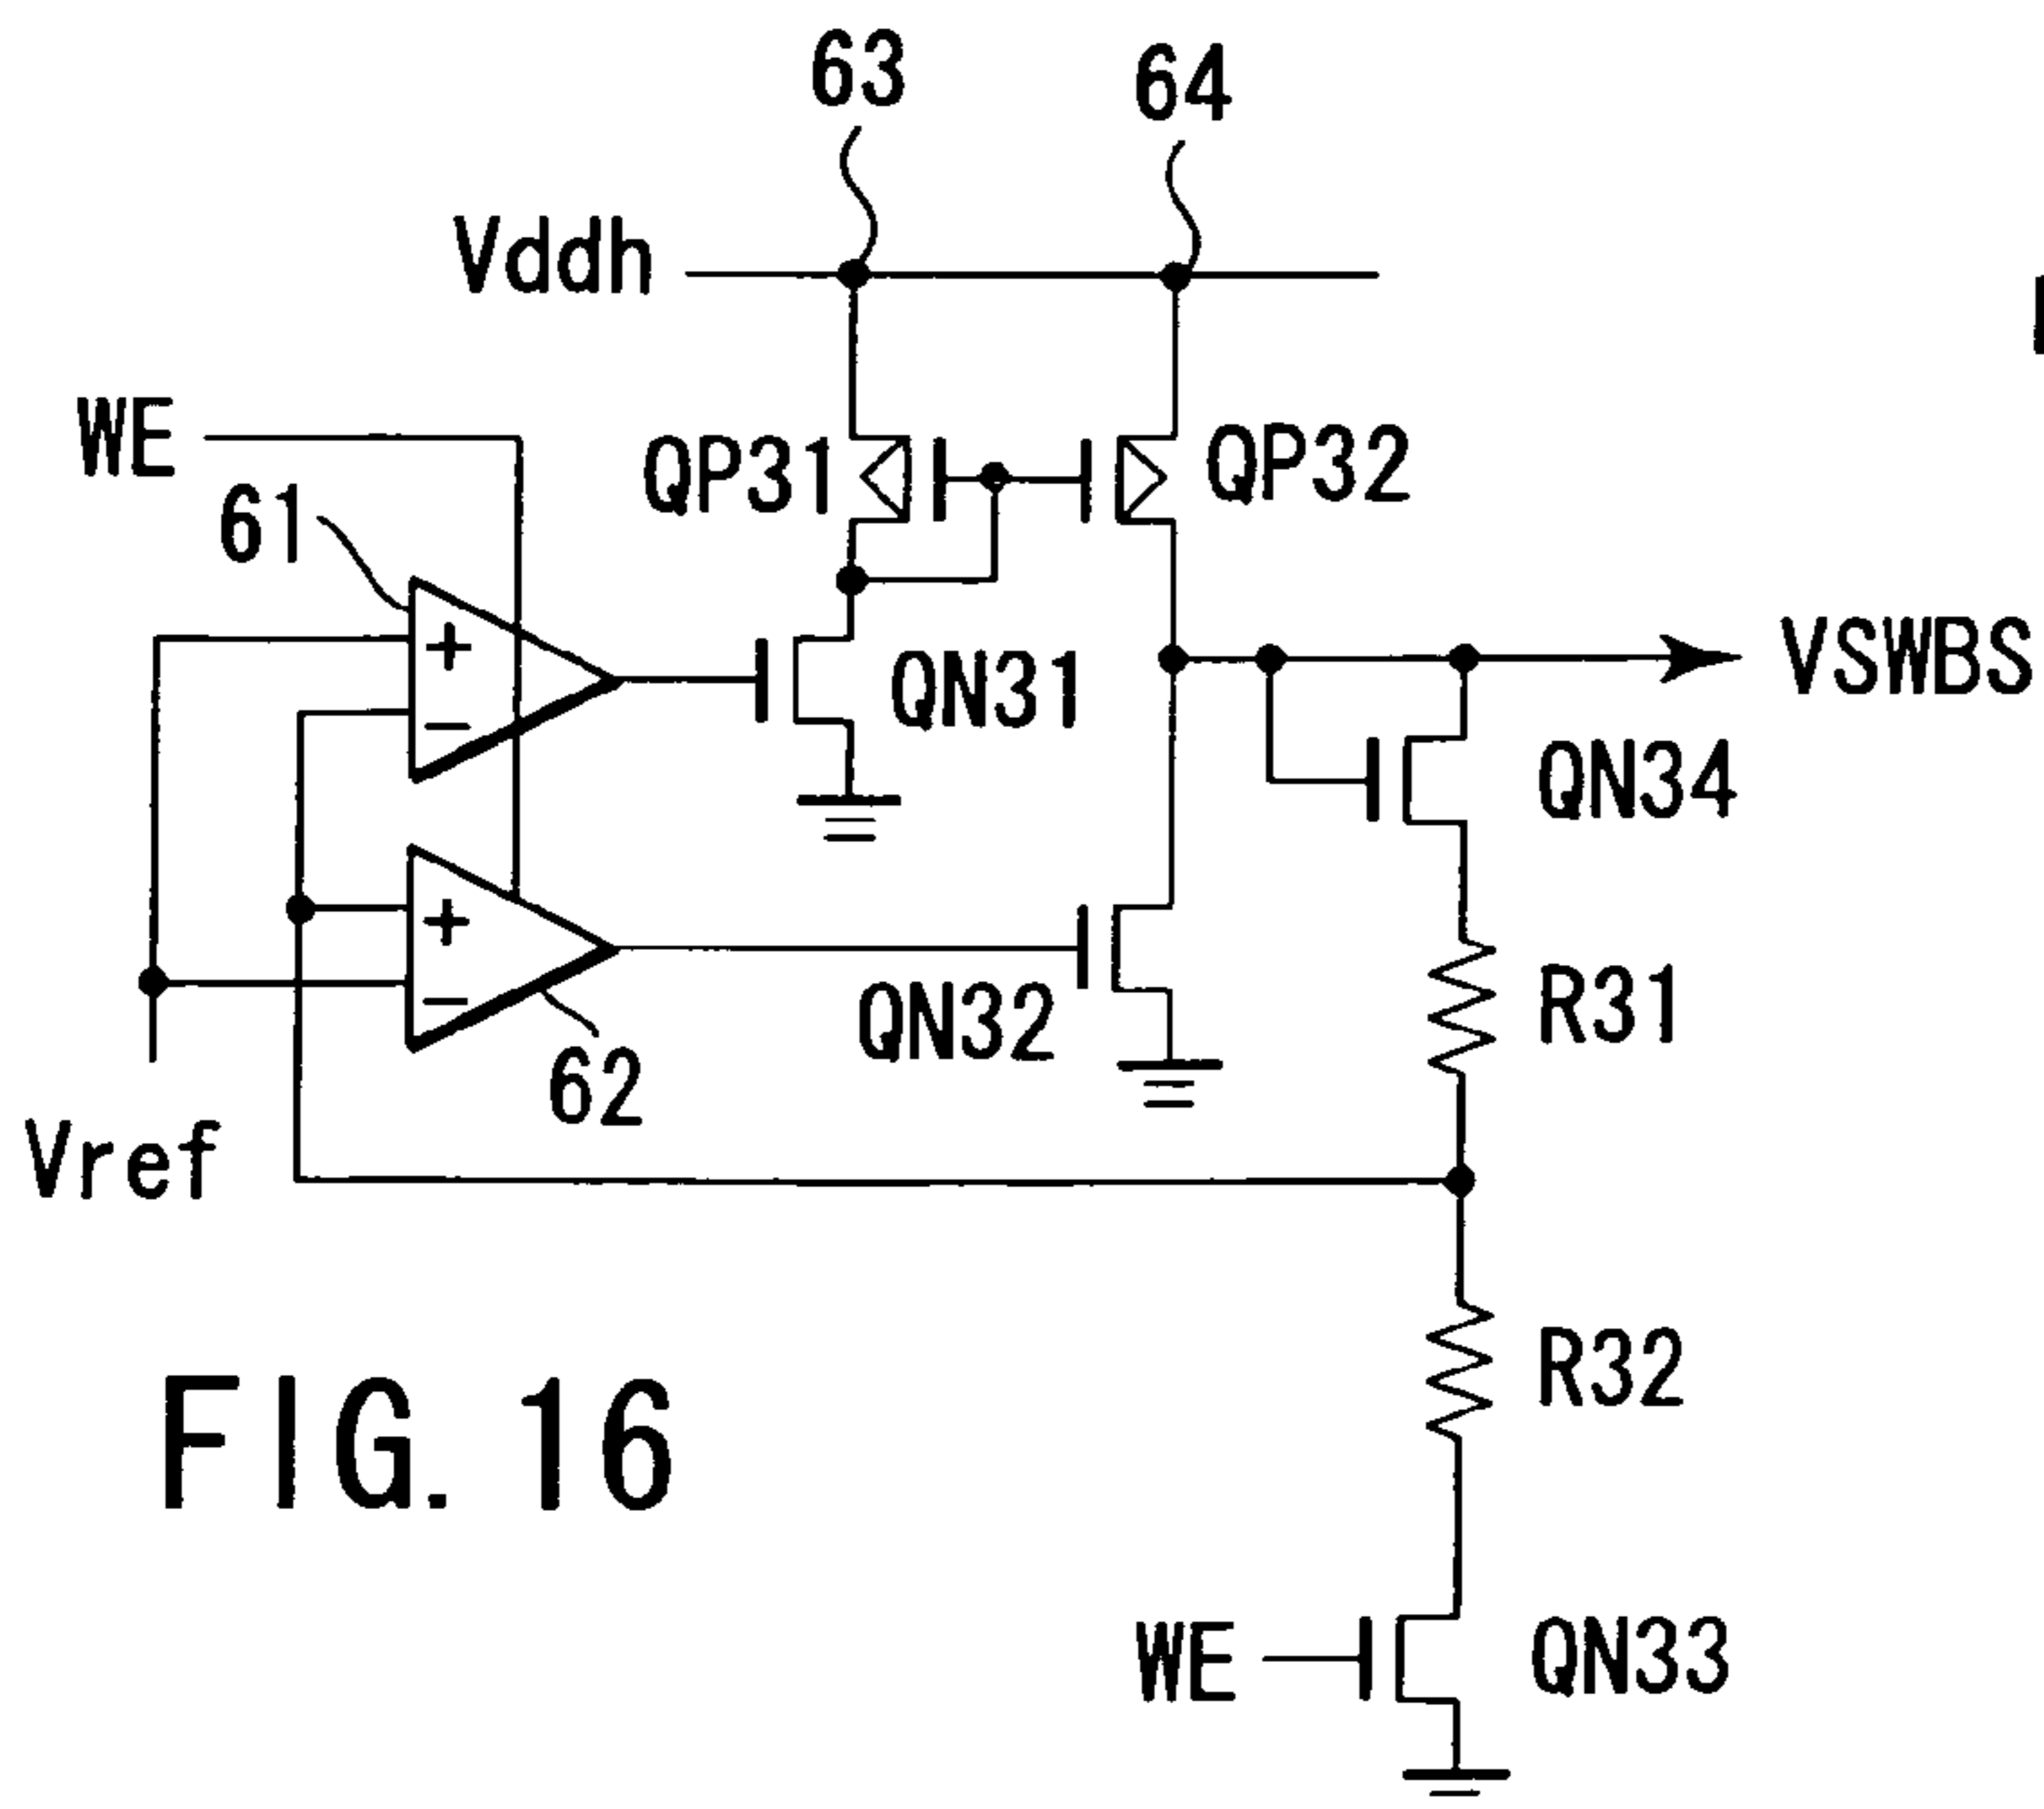 63
64
Vddh
WE
QP31
QP32
61
+
−
QN31
VSWBS
QN34
+
−
QN32
R31
62
Vref
R32
FIG. 16
WE
QN33